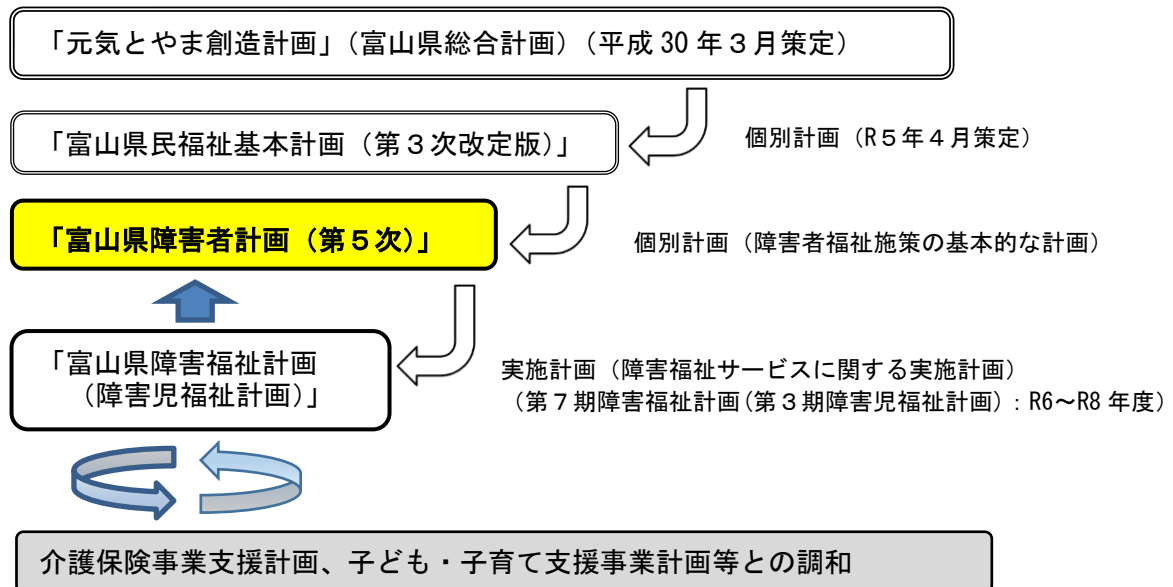 「元気とやま創造計画」（富山県総合計画）（平成30年３月策定）
「富山県民福祉基本計画（第３次改定版）」
個別計画（R５年４月策定）
「富山県障害者計画（第５次）」
個別計画（障害者福祉施策の基本的な計画）
「富山県障害福祉計画
（障害児福祉計画）」
実施計画（障害福祉サービスに関する実施計画）
（第７期障害福祉計画（第３期障害児福祉計画）：R6～R8年度）
介護保険事業支援計画、子ども・子育て支援事業計画等との調和